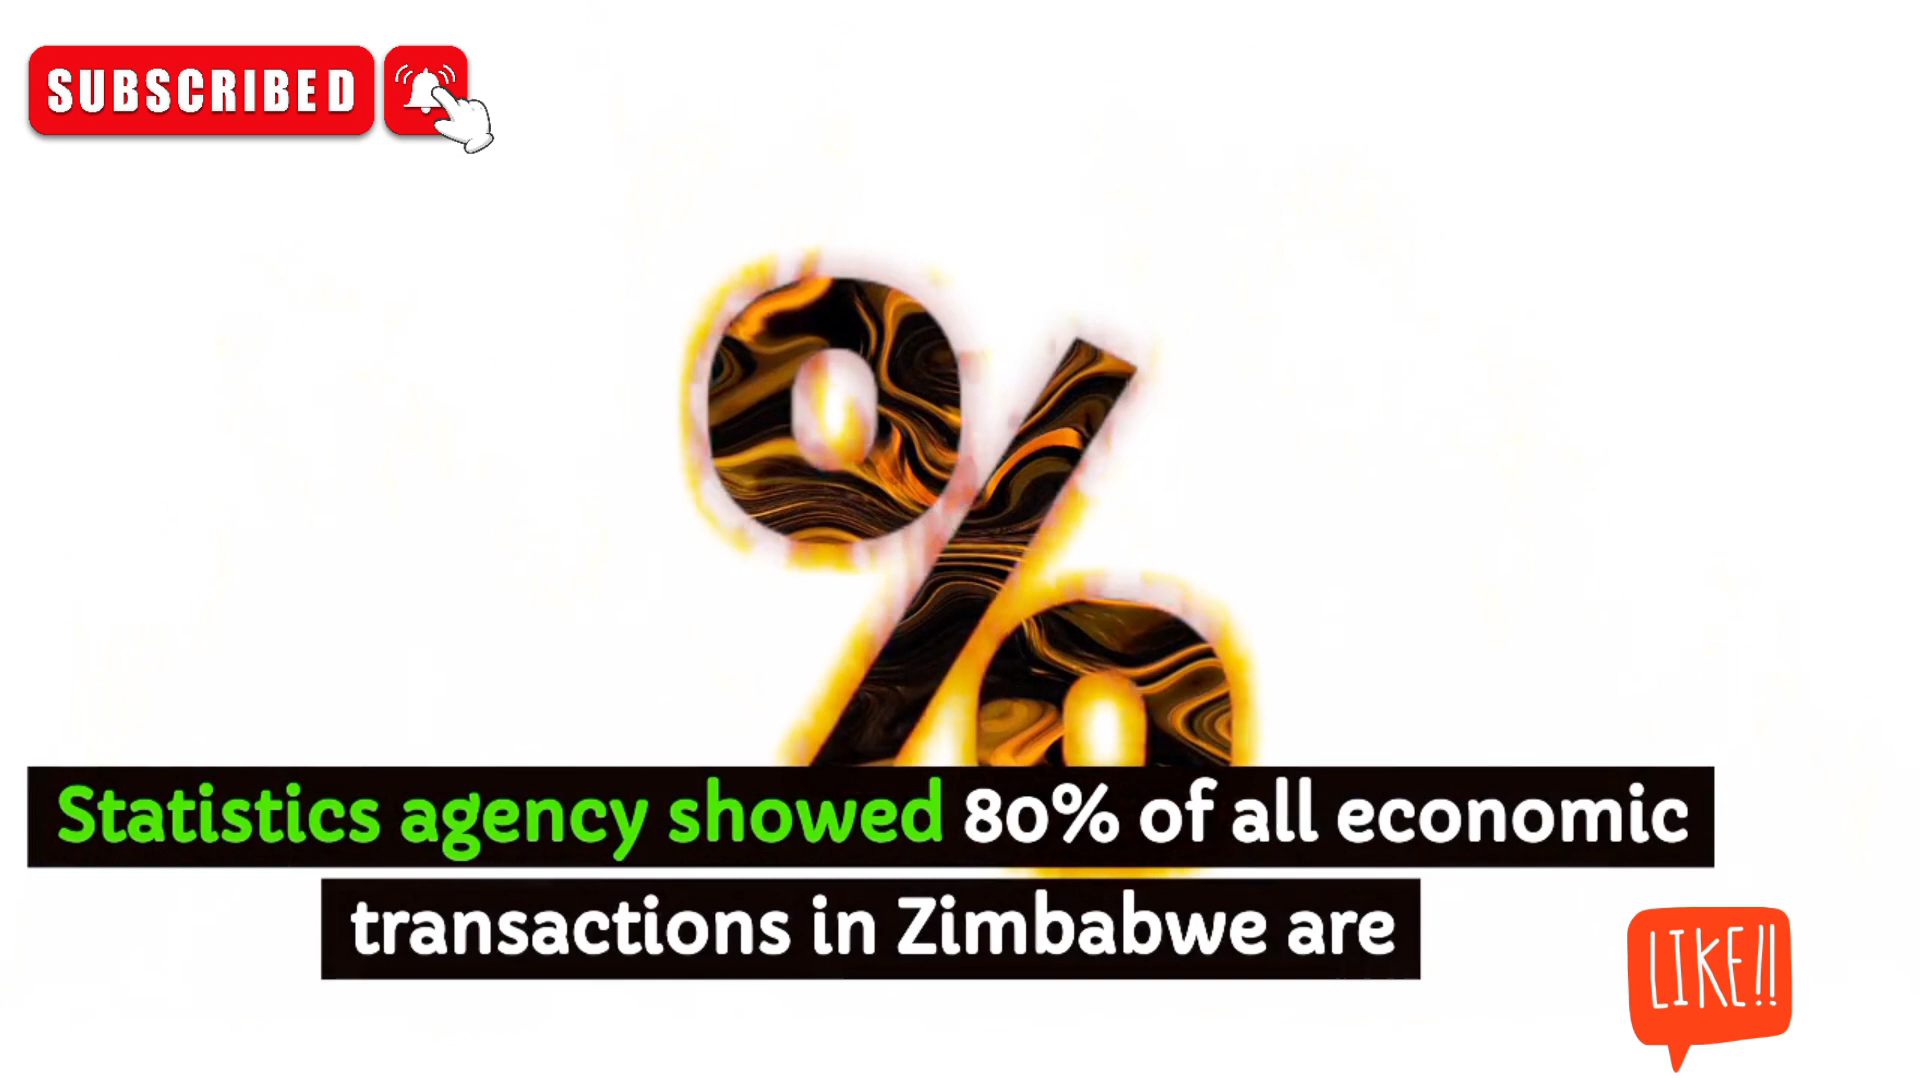 SUBSCRIBED
%
Statistics agency showed 80% of all economic
transactions in Zimbabwe are
LIKE!!